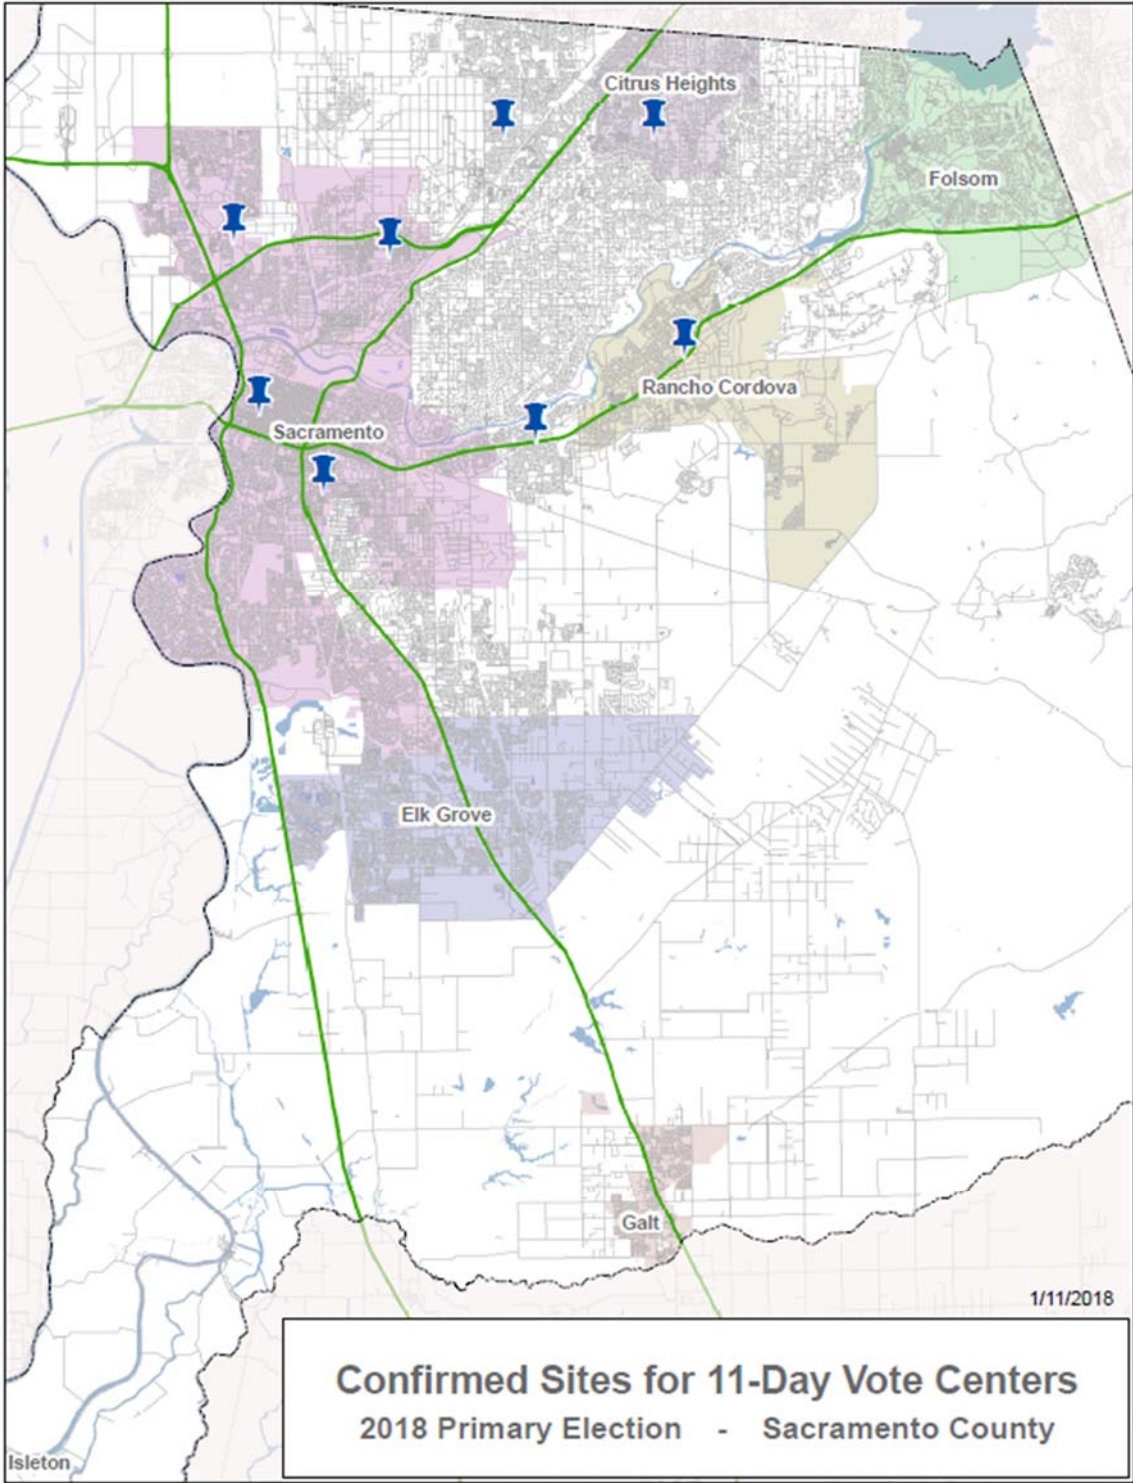 Citrus Heights
Folsom
Rancho Cordova
Sacramento
Elk Grove
Galt
1/11/2018
Confirmed Sites for 11-Day Vote Centers
2018 Primary Election - Sacramento County
Isleton